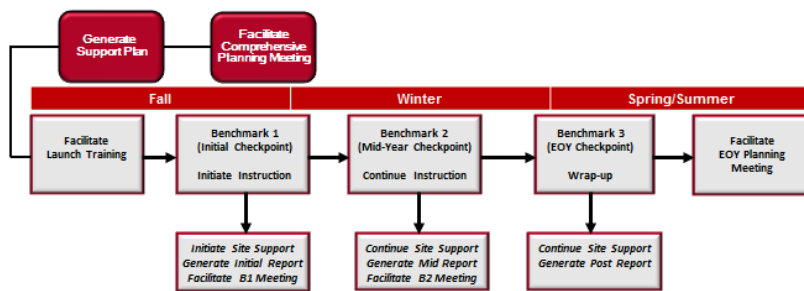 Generate
Support Plan
Facilitate
Comprehensive
Planning Meeting
Fall
Winter
Spring/Summer
Facilitate
Launch Training
Benchmark 1
(Initial Checkpoint)
Initiate Instruction
Benchmark 2
(Mid-Year Checkpoint)
Continue Instruction
Benchmark 3
(EOY Checkpoint)
Wrap-up
Facilitate
EOY Planning
Meeting
Initiate Site Support
Generate Initial Report
Facilitate B1 Meeting
Continue Site Support
Generate Mid Report
Facilitate B2 Meeting
Continue Site Support
Generate Post Report